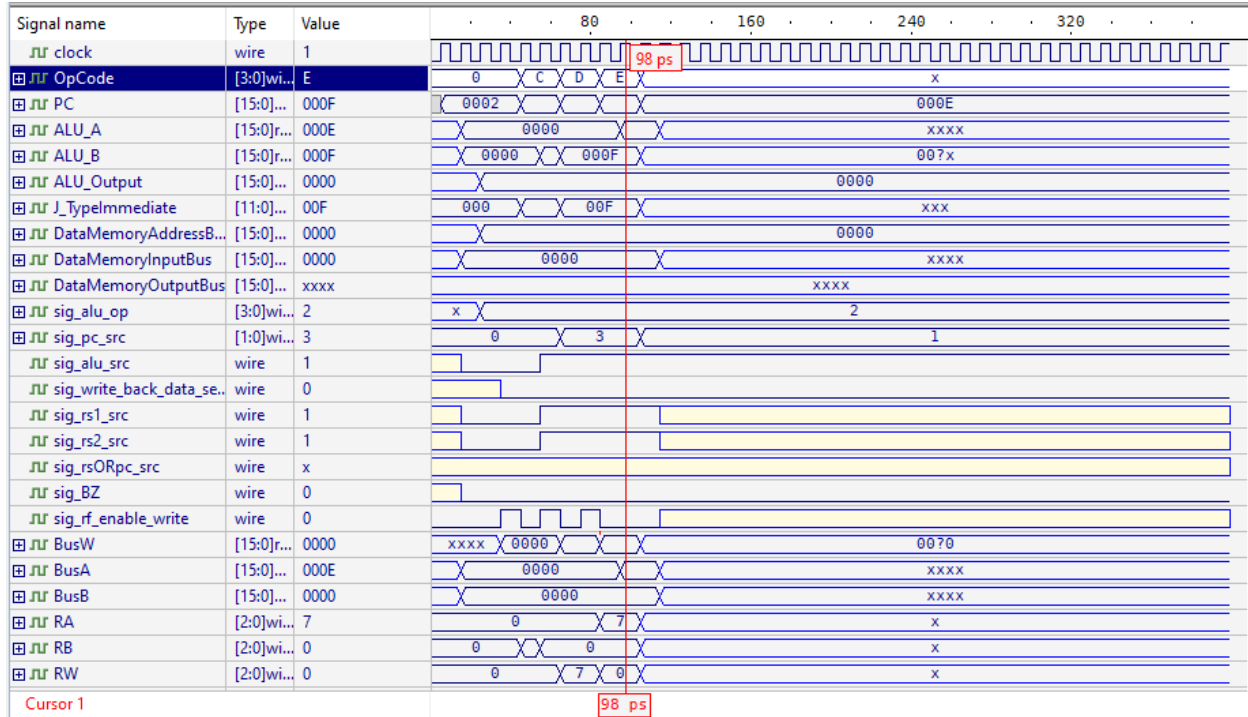 Signal name Type Value 80 160 240 320
clock wire 1 98 ps
OpCode [3:0]wi... E 0 C D E x
PC [15:0]... 000F 0002 000E
ALU_A [15:0]r... 000E 0000 xxxx
ALU_B [15:0]r... 000F 0000 000F 00?x
ALU_Output [15:0]... 0000 0000
J_TypeImmediate [11:0]... 00F 000 00F xxx
DataMemoryAddressB... [15:0]... 0000 0000
DataMemoryInputBus [15:0]... 0000 0000 xxxx
DataMemoryOutputBus [15:0]... xxxx xxxx
sig_alu_op [3:0]wi... 2 x 2
sig_pc_src [1:0]wi... 3 0 3 1
sig_alu_src wire 1
sig_write_back_data_se.. wire 0
sig_rs1_src wire 1
sig_rs2_src wire 1
sig_rsORpc_src wire x
sig_BZ wire 0
sig_rf_enable_write wire 0
BusW [15:0]r... 0000 xxxx 0000 00?0
BusA [15:0]... 000E 0000 xxxx
BusB [15:0]... 0000 0000 xxxx
RA [2:0]wi... 7 0 7 x
RB [2:0]wi... 0 0 0 x
RW [2:0]wi... 0 0 7 0 x
Cursor 1 98 ps